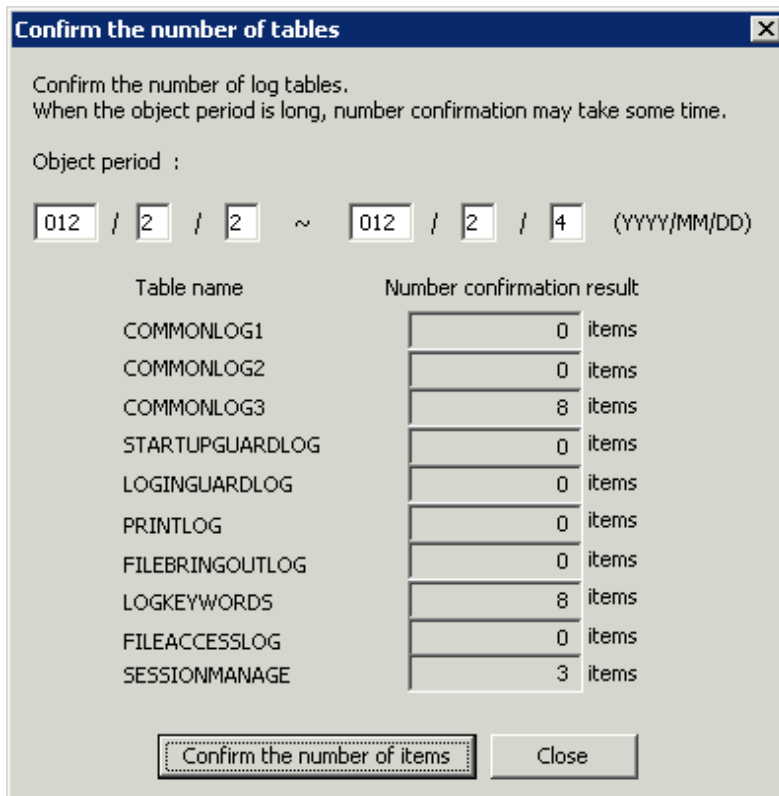 Confirm the number of tables
Confirm the number of log tables.
When the object period is long, number confirmation may take some time.
Object period :
012 / 2 / 2 ~ 012 / 2 / 4 (YYYY/MM/DD)
Table name Number confirmation result
COMMONLOG1 0 items
COMMONLOG2 0 items
COMMONLOG3 8 items
STARTUPGUARDLOG 0 items
LOGINGUARDLOG 0 items
PRINTLOG 0 items
FILEBRINGOUTLOG 0 items
LOGKEYWORDS 8 items
FILEACCESSLOG 0 items
SESSIONMANAGE 3 items
Confirm the number of items Close